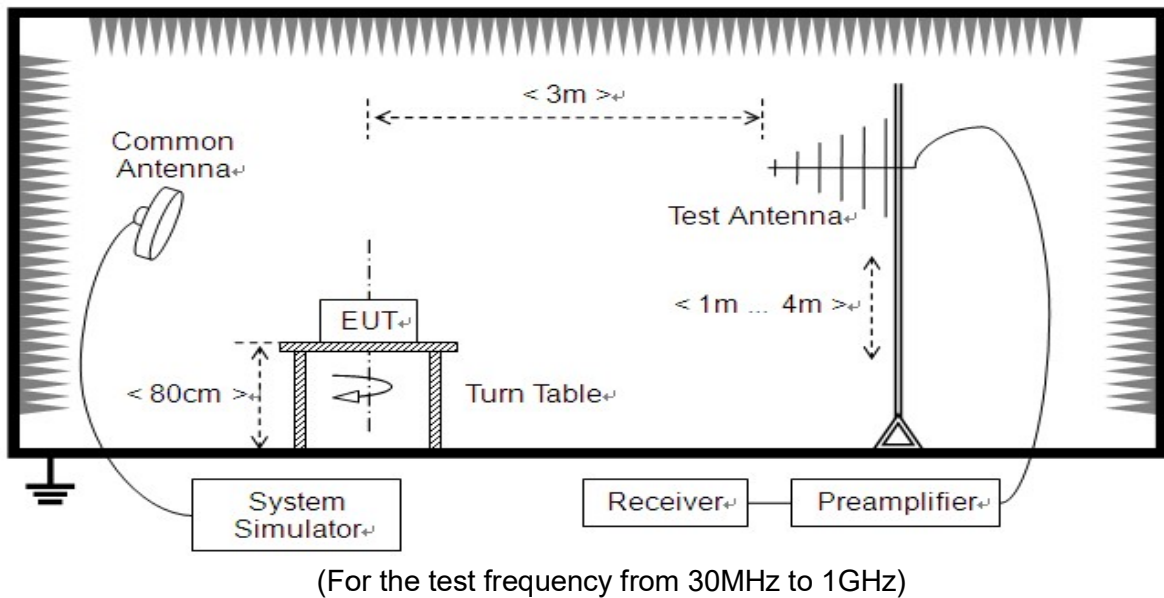 < 3m >↵
Common
Antenna↵
Test Antenna↵
< 1m ... 4m >↵
EUT↵
< 80cm >↵
Turn Table↵
System
Simulator↵
Receiver↵
Preamplifier↵
(For the test frequency from 30MHz to 1GHz)